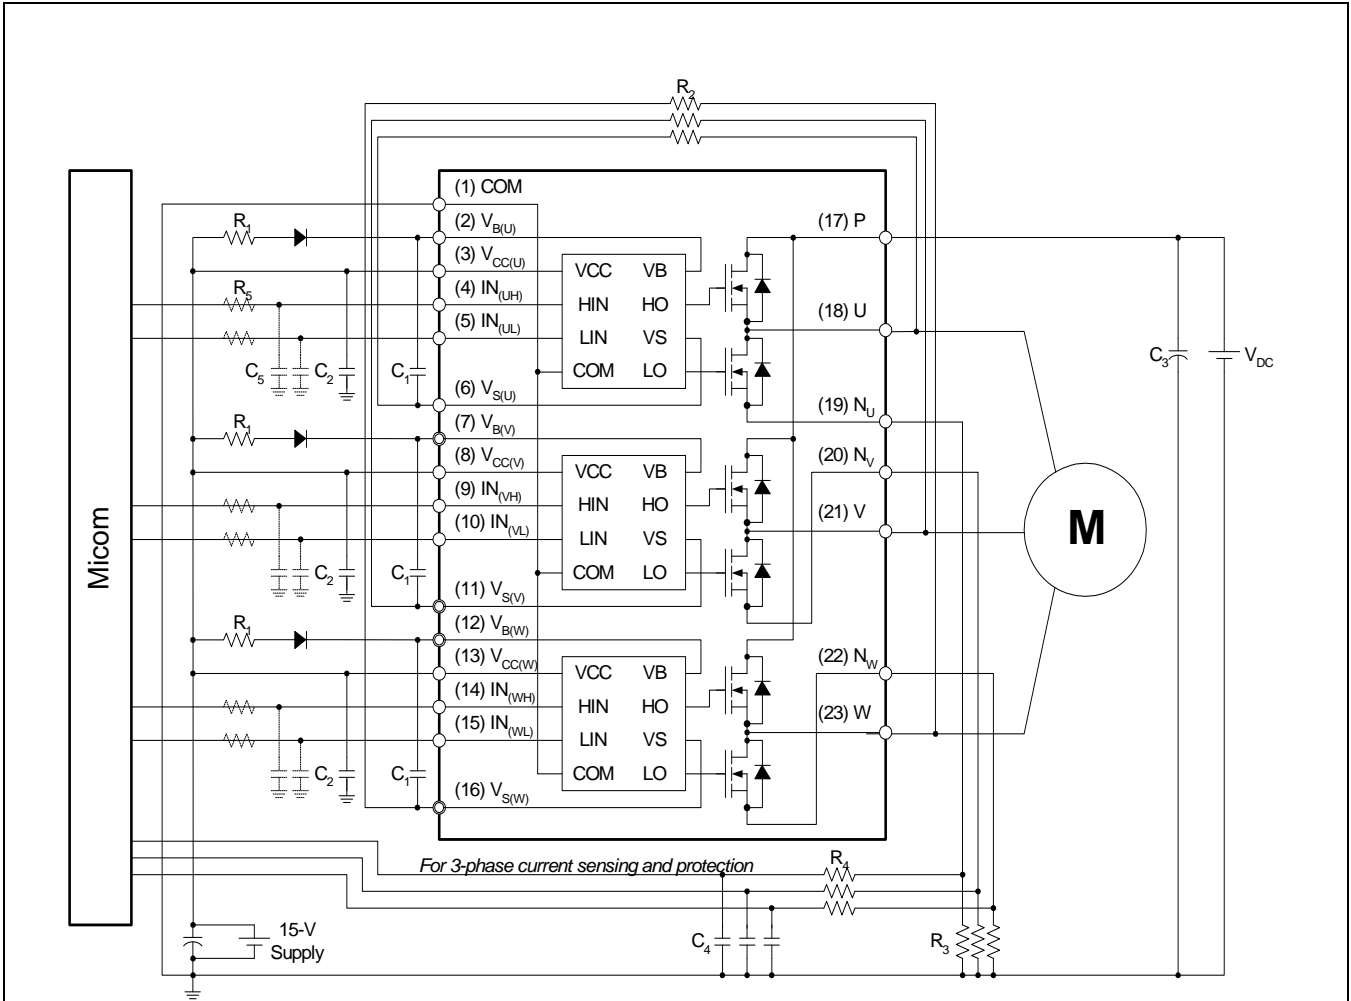 R2
Micom
(1) COM
R1
(2) VB(U)
(3) VCC(U)
R5
(4) IN(UH)
(5) IN(UL)
C5
C2
C1
(6) VS(U)
VCC VB
HIN HO
LIN VS
COM LO
(17) P
(18) U
(19) NU
R1
(7) VB(V)
(8) VCC(V)
(9) IN(VH)
(10) IN(VL)
C2
C1
(11) VS(V)
VCC VB
HIN HO
LIN VS
COM LO
(20) NV
(21) V
R1
(12) VB(W)
(13) VCC(W)
(14) IN(WH)
(15) IN(WL)
C2
C1
(16) VS(W)
VCC VB
HIN HO
LIN VS
COM LO
(22) NW
(23) W
M
C3
VDC
For 3-phase current sensing and protection
R4
C4
R3
15-V
Supply